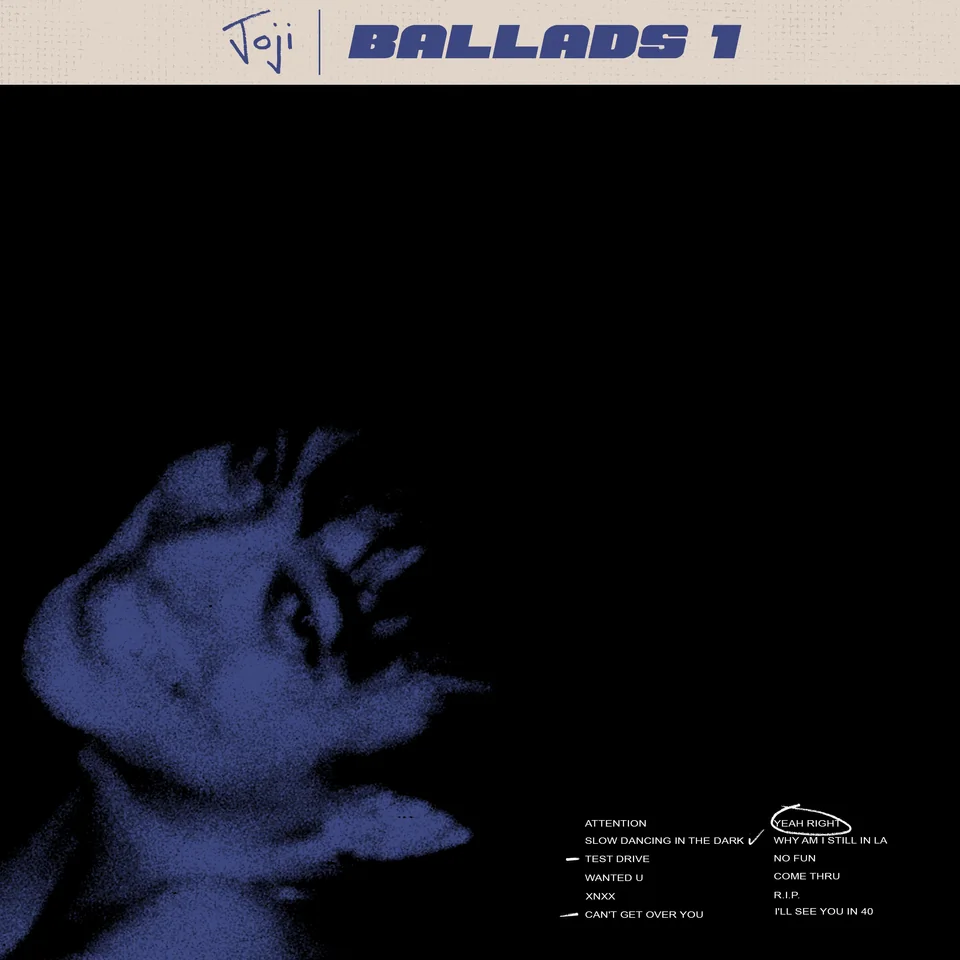 Joji BALLADS 1
ATTENTION
SLOW DANCING IN THE DARK
TEST DRIVE
WANTED U
XNXX
CAN'T GET OVER YOU
YEAH RIGHT
WHY AM I STILL IN LA
NO FUN
COME THRU
R.I.P.
I'LL SEE YOU IN 40